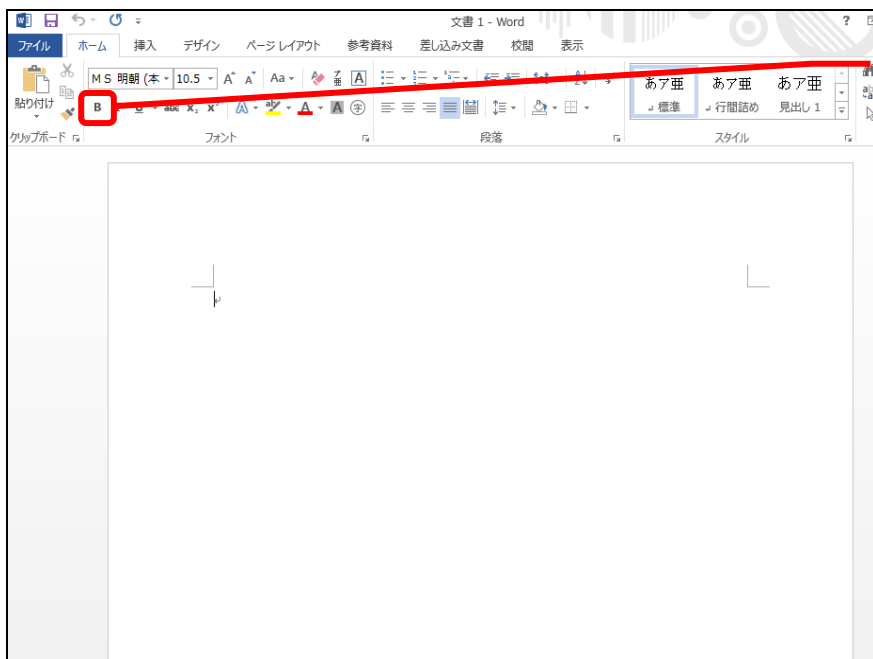 文書 1 - Word
?
ファイル ホーム 挿入 デザイン ページ レイアウト 参考資料 差し込み文書 校閲 表示
ＭＳ 明朝 (本 10.5 A A Aa A
あア亜 あア亜 あア亜
貼り付け
B abc x₂ x² A aby A A 字
↲ 標準 ↲ 行間詰め 見出し 1
クリップボード フォント 段落 スタイル